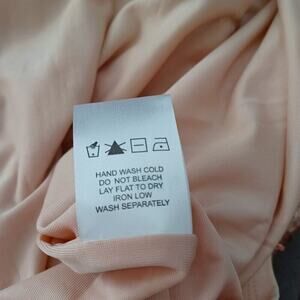 HAND WASH COLD
DO NOT BLEACH
LAY FLAT TO DRY
IRON LOW
WASH SEPARATELY